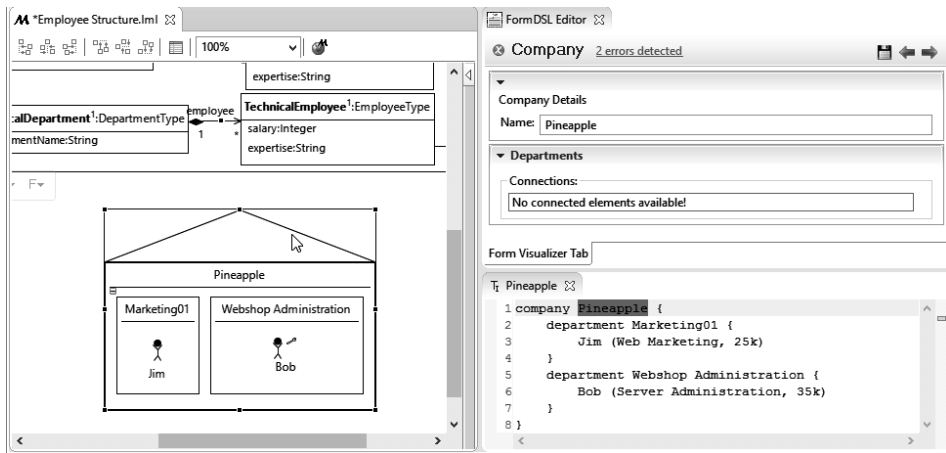 *Employee Structure.lml
100%
expertise:String
alDepartment¹:DepartmentType
mentName:String
employee
1
*
TechnicalEmployee¹:EmployeeType
salary:Integer
expertise:String
F
Pineapple
Marketing01
Jim
Webshop Administration
Bob
FormDSL Editor
Company 2 errors detected
Company Details
Name: Pineapple
Departments
Connections:
No connected elements available!
Form Visualizer Tab
Pineapple
1 company Pineapple {
2 department Marketing01 {
3 Jim (Web Marketing, 25k)
4 }
5 department Webshop Administration {
6 Bob (Server Administration, 35k)
7 }
8 }